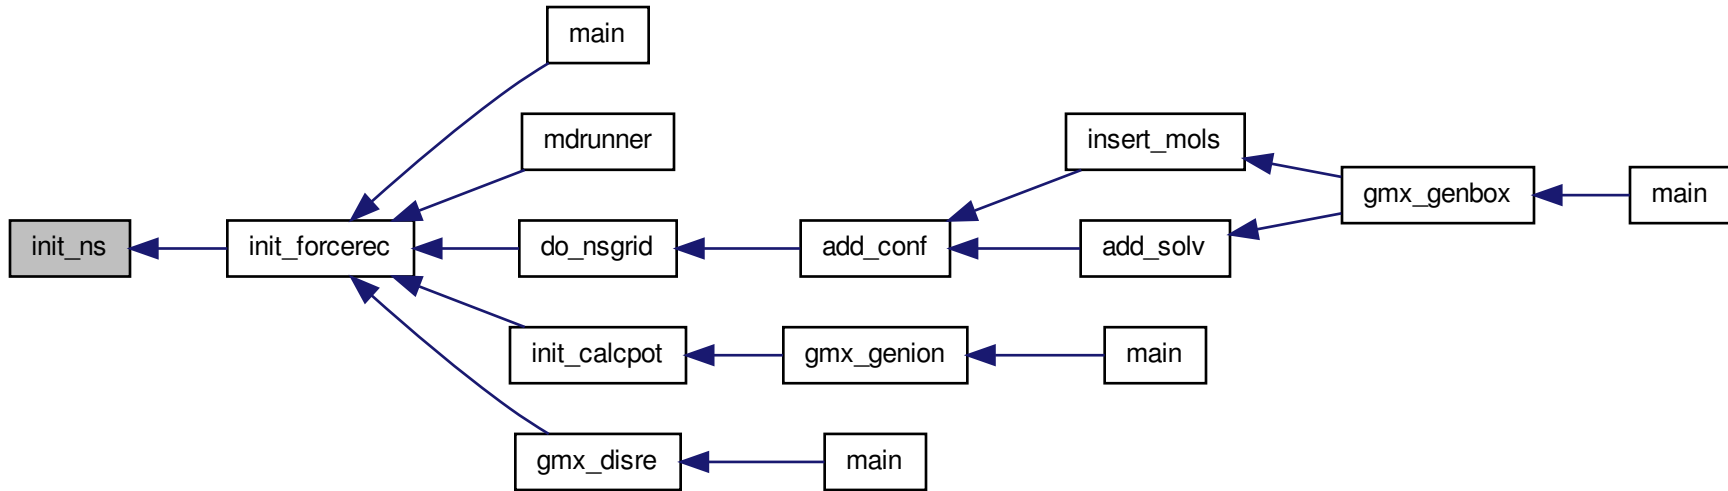 main
mdrunner
insert_mols
gmx_genbox
main
init_ns
init_forcerec
do_nsgrid
add_conf
add_solv
init_calcpot
gmx_genion
main
gmx_disre
main